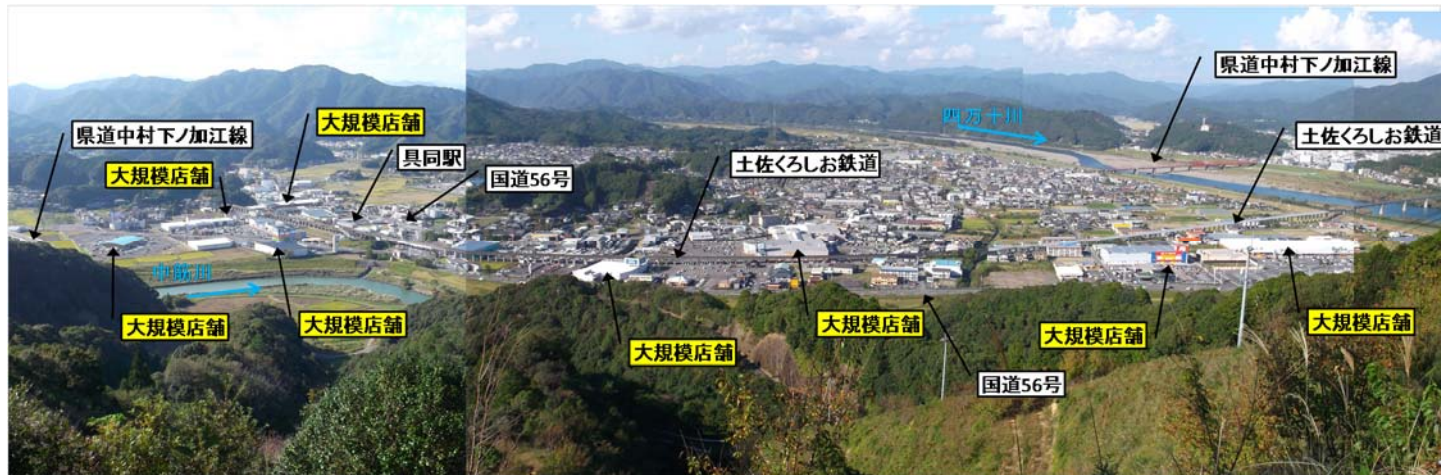 県道中村下ノ加江線
大規模店舗
大規模店舗
具同駅
国道56号
中筋川
大規模店舗
大規模店舗
土佐くろしお鉄道
四万十川
県道中村下ノ加江線
土佐くろしお鉄道
大規模店舗
大規模店舗
国道56号
大規模店舗
大規模店舗